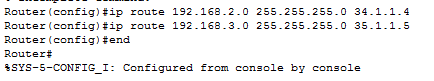 Router(config)#ip route 192.168.2.0 255.255.255.0 34.1.1.4
Router(config)#ip route 192.168.3.0 255.255.255.0 35.1.1.5
Router(config)#end
Router#
%SYS-5-CONFIG_I: Configured from console by console